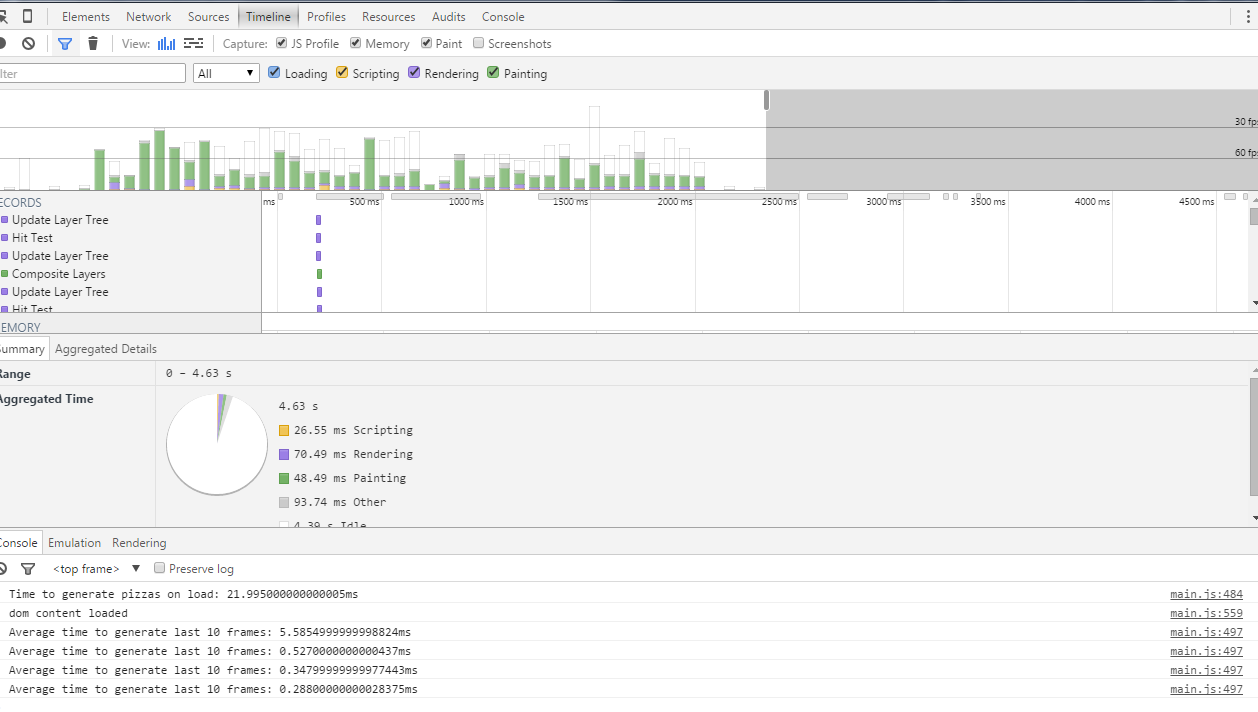 Elements Network Sources Timeline Profiles Resources Audits Console
View: Capture: JS Profile Memory Paint Screenshots
lter All ▼ Loading Scripting Rendering Painting
30 fps
60 fps
ECORDS ms 500 ms 1000 ms 1500 ms 2000 ms 2500 ms 3000 ms 3500 ms 4000 ms 4500 ms
Update Layer Tree
Hit Test
Update Layer Tree
Composite Layers
Update Layer Tree
Hit Test
EMORY
Summary Aggregated Details
Range 0 – 4.63 s
Aggregated Time
4.63 s
26.55 ms Scripting
70.49 ms Rendering
48.49 ms Painting
93.74 ms Other
4.39 s Idle
Console Emulation Rendering
<top frame> ▼ Preserve log
Time to generate pizzas on load: 21.995000000000005ms main.js:484
dom content loaded main.js:559
Average time to generate last 10 frames: 5.5854999999998824ms main.js:497
Average time to generate last 10 frames: 0.5270000000000437ms main.js:497
Average time to generate last 10 frames: 0.34799999999977443ms main.js:497
Average time to generate last 10 frames: 0.28800000000028375ms main.js:497